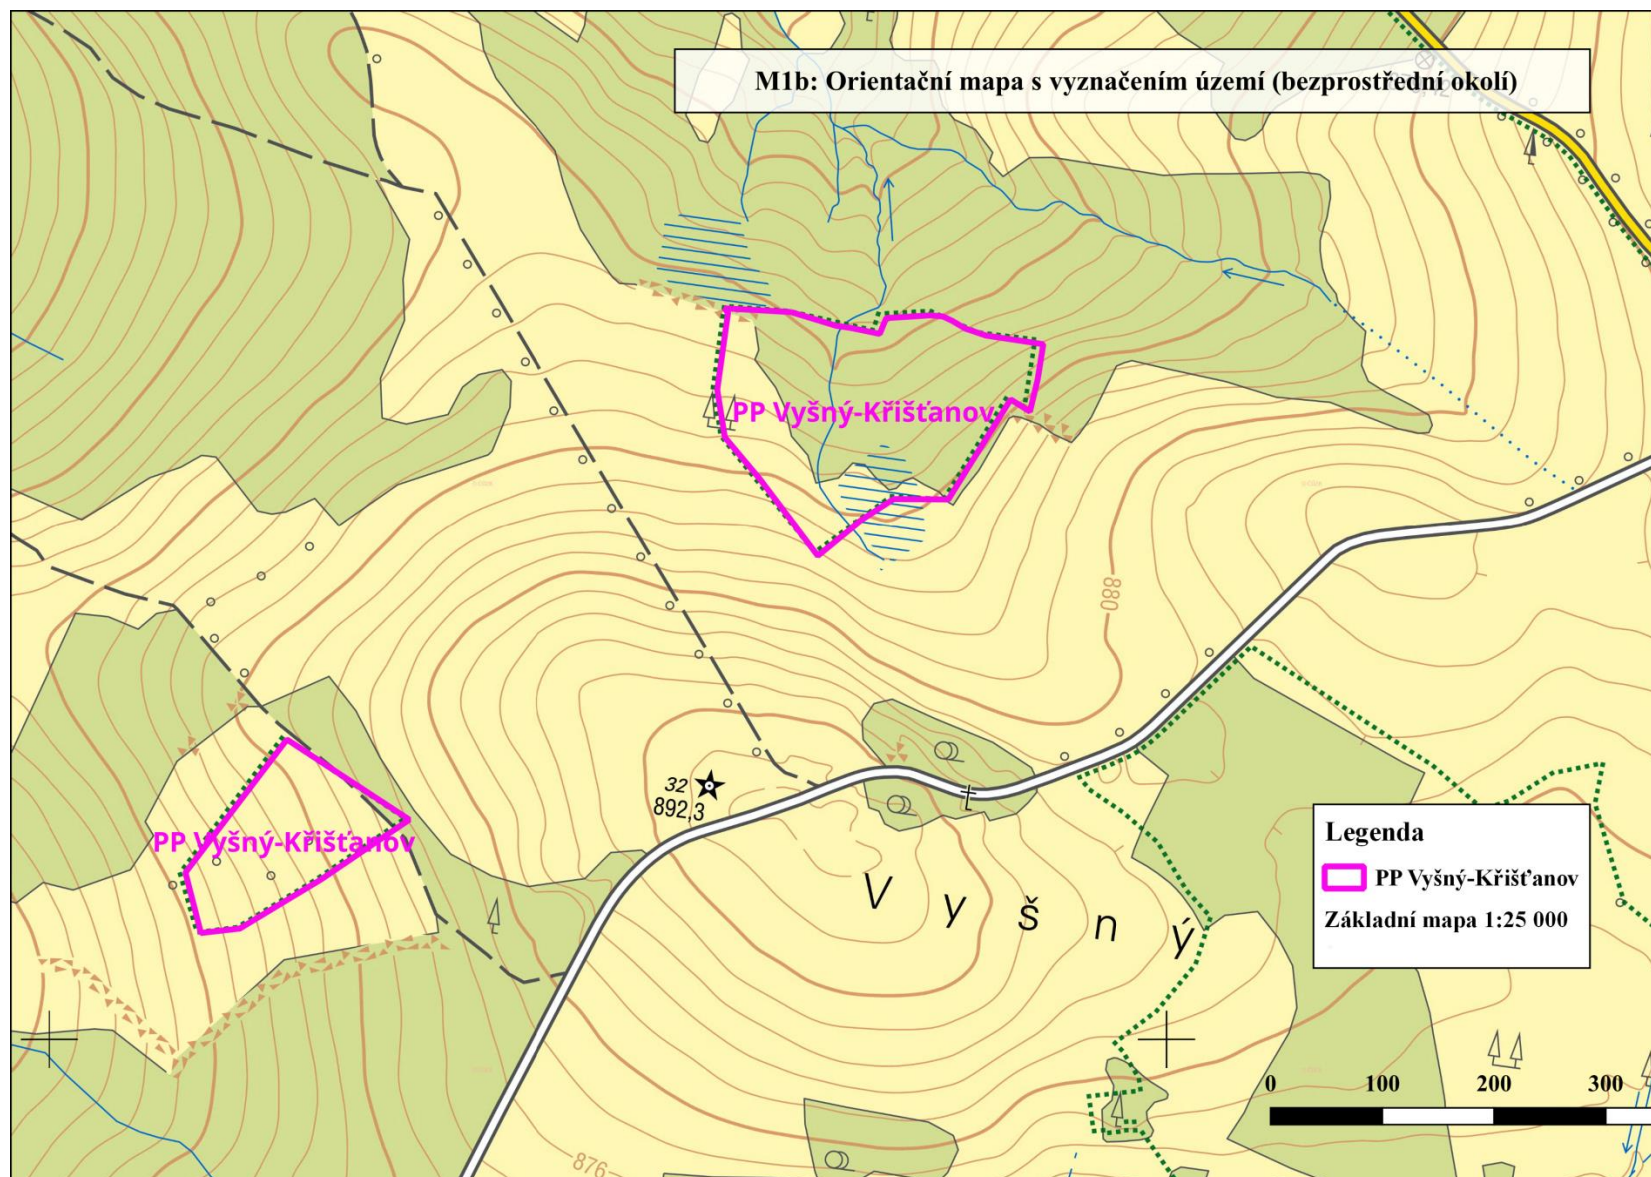 M1b: Orientační mapa s vyznačením území (bezprostřední okolí)
PP Vyšný-Křišťanov
880
32
892,3
PP Vyšný-Křišťanov
V y š n ý
Legenda
PP Vyšný-Křišťanov
Základní mapa 1:25 000
0 100 200 300
876